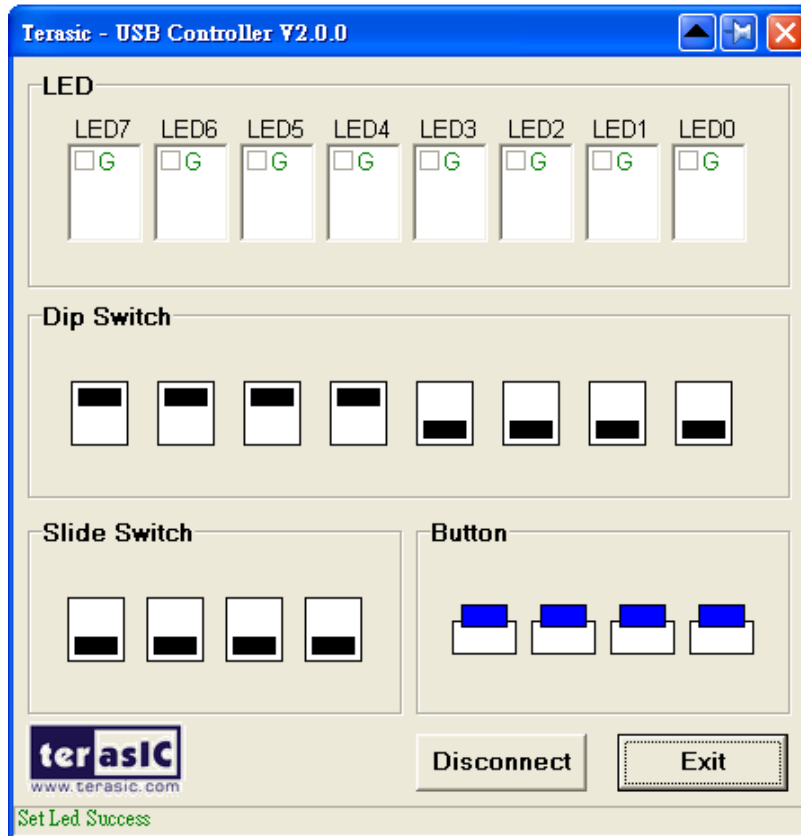 Terasic - USB Controller V2.0.0
LED
LED7 LED6 LED5 LED4 LED3 LED2 LED1 LED0
G G G G G G G G
Dip Switch
Slide Switch Button
terasIC
www.terasic.com
Disconnect Exit
Set Led Success